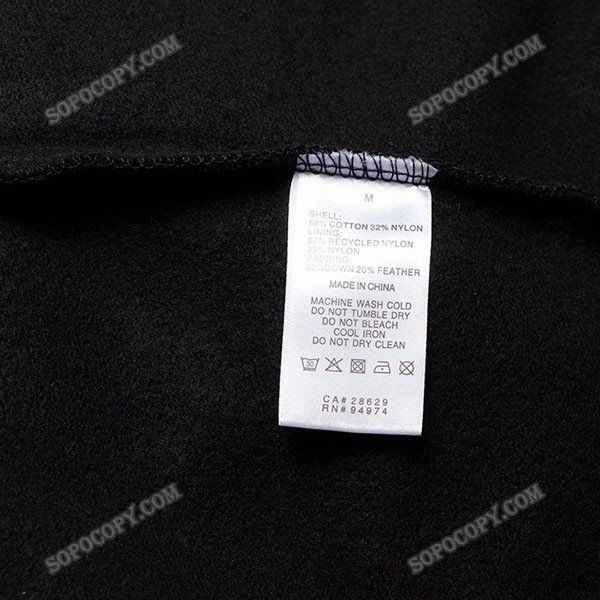 SOPOCOPY.COM
SOPOCOPY.COM
M
SHELL:
68% COTTON 32% NYLON
LINING:
67% RECYCLED NYLON
33% NYLON
PADDING:
80%DOWN 20% FEATHER
MADE IN CHINA
MACHINE WASH COLD
DO NOT TUMBLE DRY
DO NOT BLEACH
COOL IRON
DO NOT DRY CLEAN
30
CA# 28629
RN# 94974
SOPOCOPY.COM
SOPOCOPY.COM